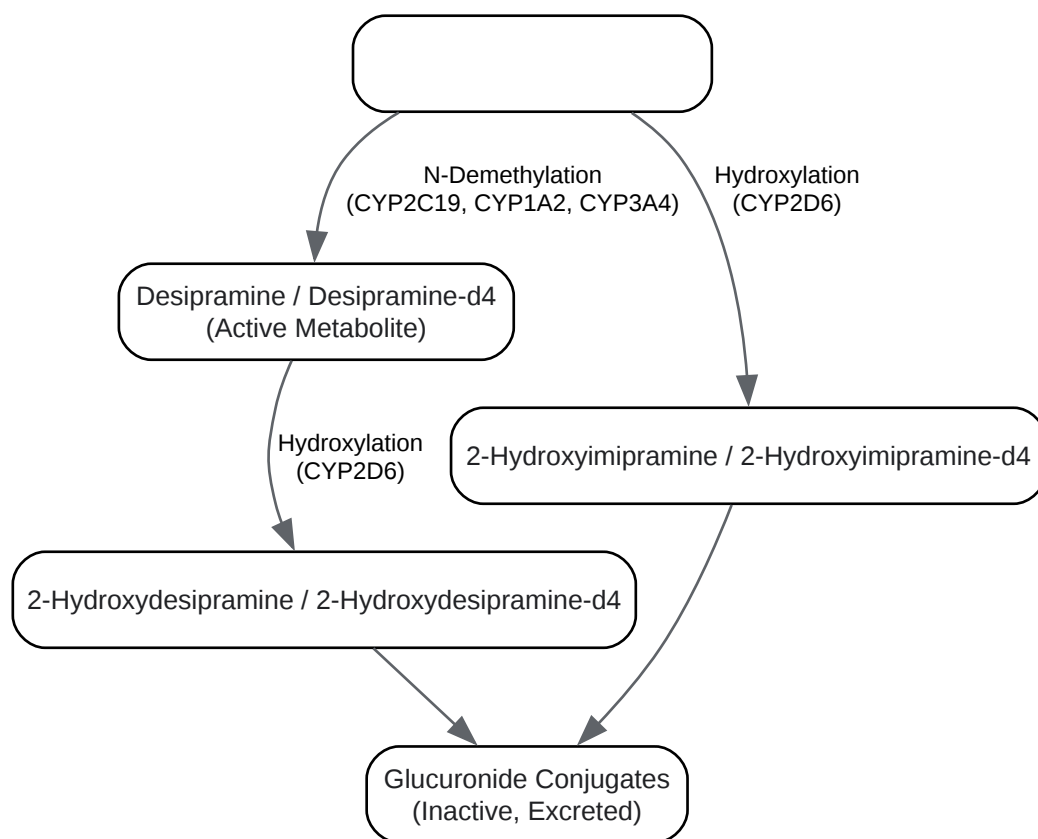 N-Demethylation
(CYP2C19, CYP1A2, CYP3A4)
Hydroxylation
(CYP2D6)
Desipramine / Desipramine-d4
(Active Metabolite)
Hydroxylation
(CYP2D6)
2-Hydroxyimipramine / 2-Hydroxyimipramine-d4
2-Hydroxydesipramine / 2-Hydroxydesipramine-d4
Glucuronide Conjugates
(Inactive, Excreted)